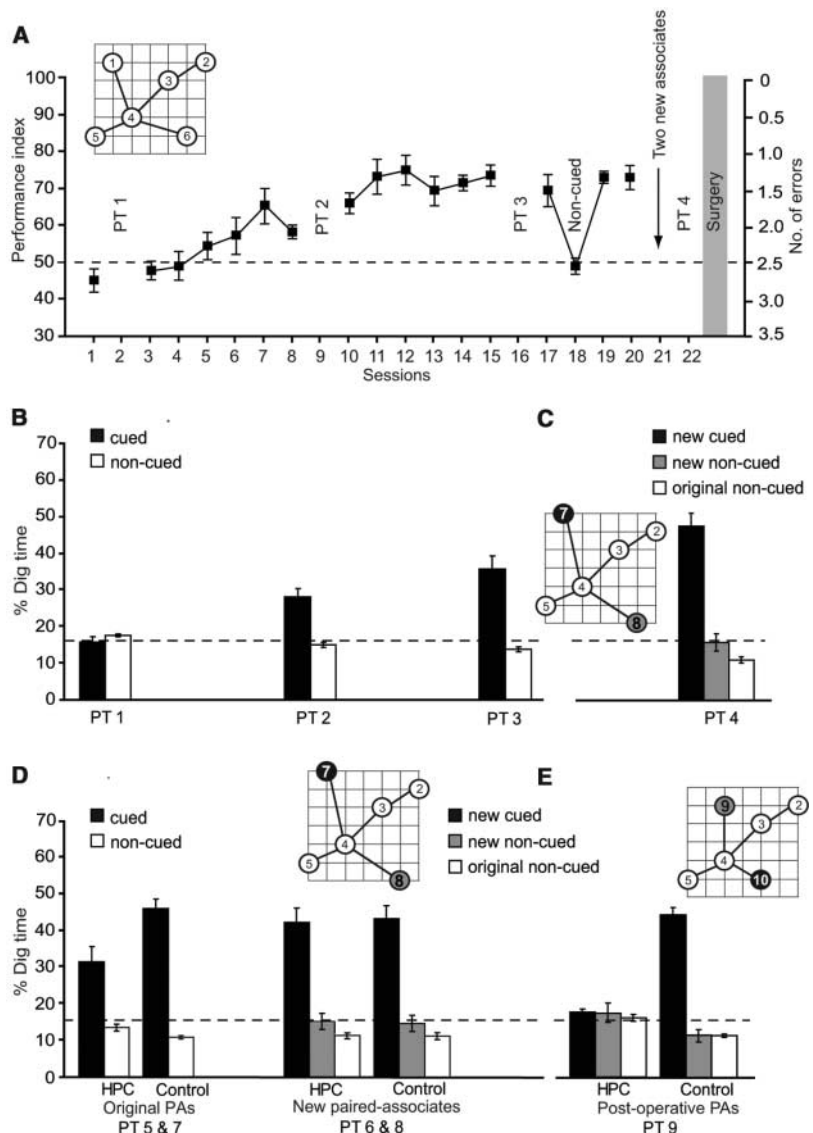 A
1
2
3
4
5
6
Performance index
100
90
80
70
60
50
40
30
PT 1
PT 2
PT 3
Non-cued
Two new associates
PT 4
Surgery
0
0.5
1.0
1.5
2.0
2.5
3.0
3.5
No. of errors
1 2 3 4 5 6 7 8 9 10 11 12 13 14 15 16 17 18 19 20 21 22
Sessions
B
cued
non-cued
% Dig time
70
60
50
40
30
20
10
0
PT 1 PT 2 PT 3
C
new cued
new non-cued
original non-cued
7
2
3
4
5
8
PT 4
D
cued
non-cued
% Dig time
70
60
50
40
30
20
10
0
7
2
3
4
5
8
new cued
new non-cued
original non-cued
HPC Control
Original PAs
PT 5 & 7
HPC Control
New paired-associates
PT 6 & 8
E
9
2
3
4
5
10
HPC Control
Post-operative PAs
PT 9